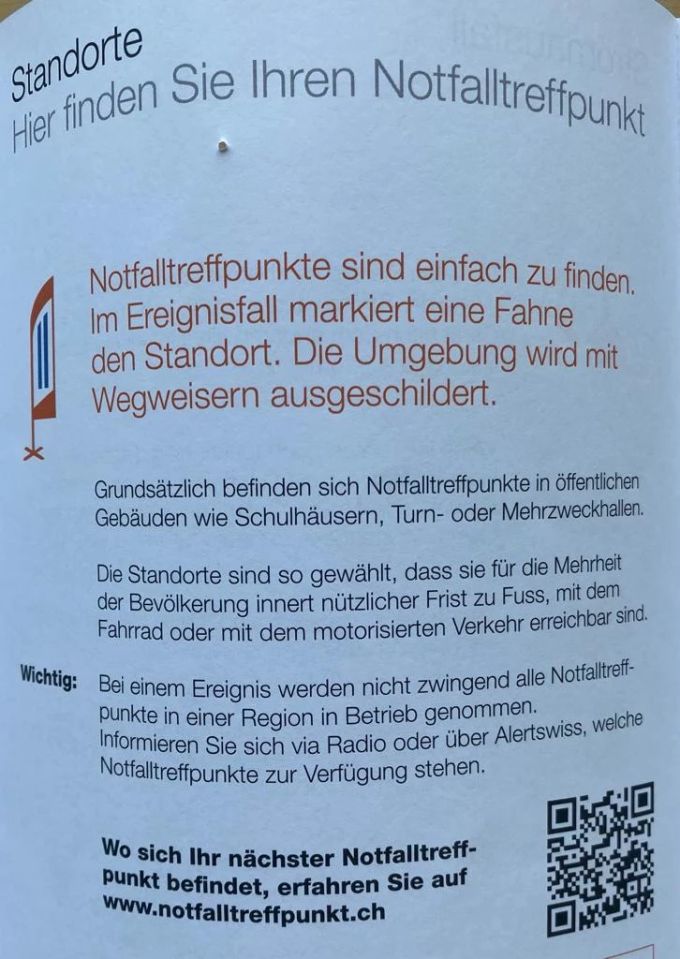 Standorte
Hier finden Sie Ihren Notfalltreffpunkt
Notfalltreffpunkte sind einfach zu finden.
Im Ereignisfall markiert eine Fahne
den Standort. Die Umgebung wird mit
Wegweisern ausgeschildert.
Grundsätzlich befinden sich Notfalltreffpunkte in öffentlichen
Gebäuden wie Schulhäusern, Turn- oder Mehrzweckhallen.
Die Standorte sind so gewählt, dass sie für die Mehrheit
der Bevölkerung innert nützlicher Frist zu Fuss, mit dem
Fahrrad oder mit dem motorisierten Verkehr erreichbar sind.
Wichtig: Bei einem Ereignis werden nicht zwingend alle Notfalltreff-
punkte in einer Region in Betrieb genommen.
Informieren Sie sich via Radio oder über Alertswiss, welche
Notfalltreffpunkte zur Verfügung stehen.
Wo sich Ihr nächster Notfalltreff-
punkt befindet, erfahren Sie auf
www.notfalltreffpunkt.ch